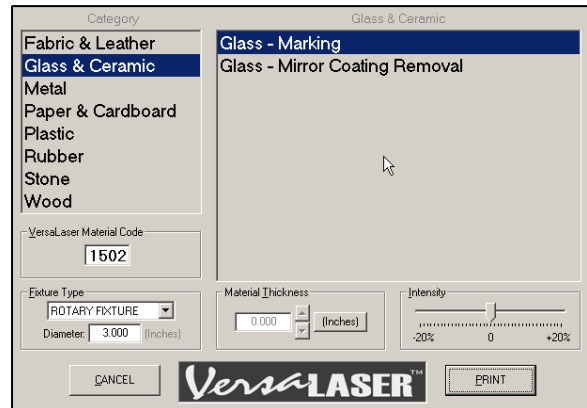 Category
Glass & Ceramic
Fabric & Leather
Glass & Ceramic
Metal
Paper & Cardboard
Plastic
Rubber
Stone
Wood
Glass - Marking
Glass - Mirror Coating Removal
VersaLaser Material Code
1502
Fixture Type
ROTARY FIXTURE
Diameter: 3.000 (Inches)
Material Thickness
0.000 (Inches)
Intensity
-20% 0 +20%
CANCEL
VersaLASER™
PRINT